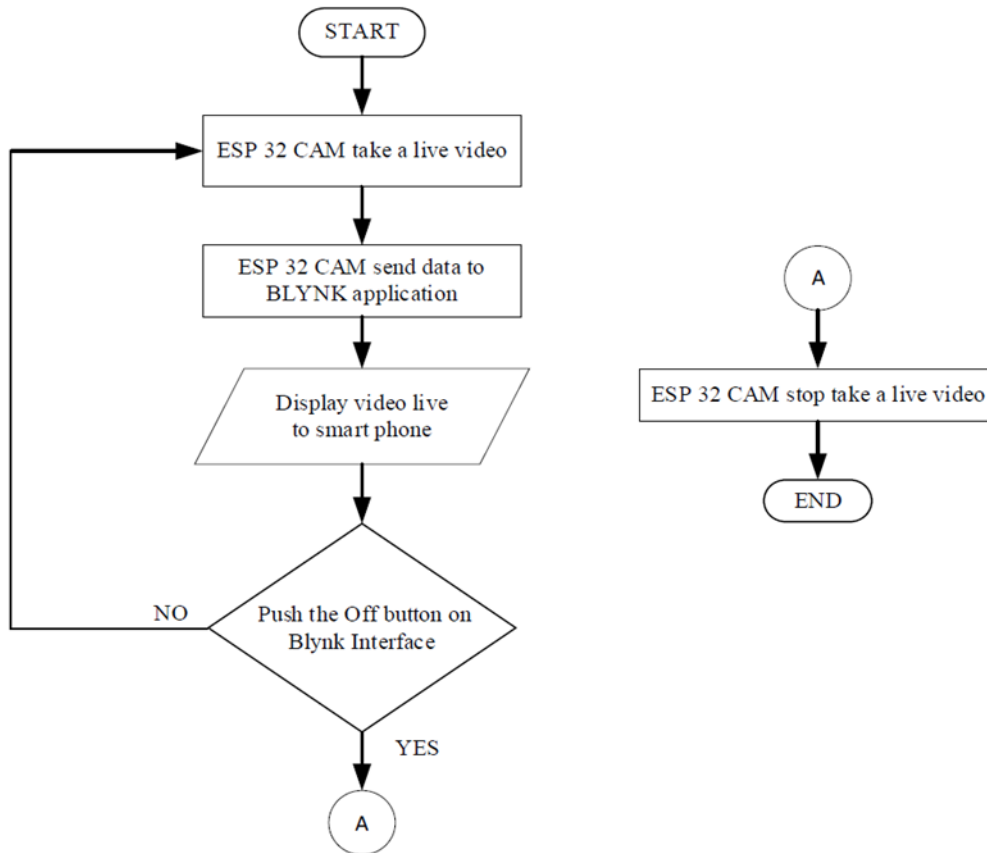 START
ESP 32 CAM take a live video
ESP 32 CAM send data to
BLYNK application
Display video live
to smart phone
Push the Off button on
Blynk Interface
NO
YES
A
A
ESP 32 CAM stop take a live video
END